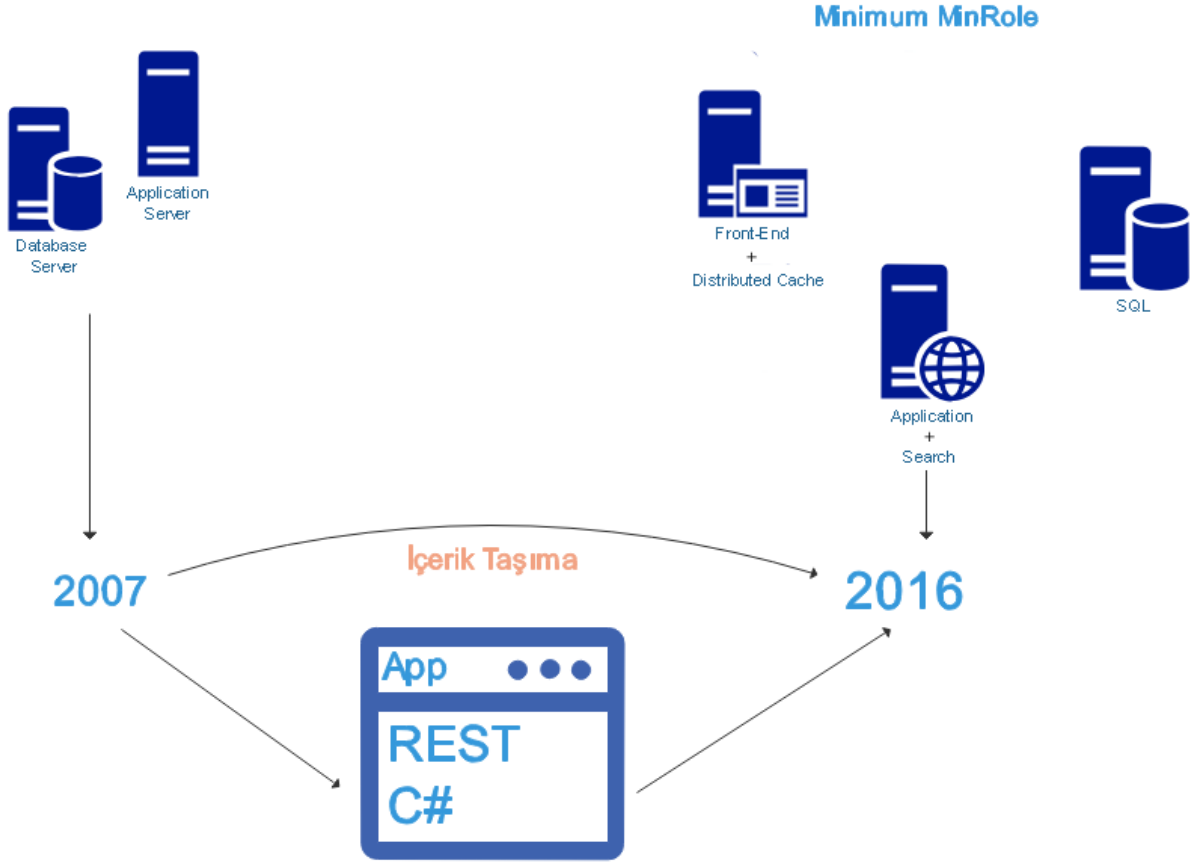 Minimum MinRole
Application
Server
Database
Server
Front-End
+
Distributed Cache
SQL
Application
+
Search
İçerik Taşıma
2007
2016
App
REST
C#